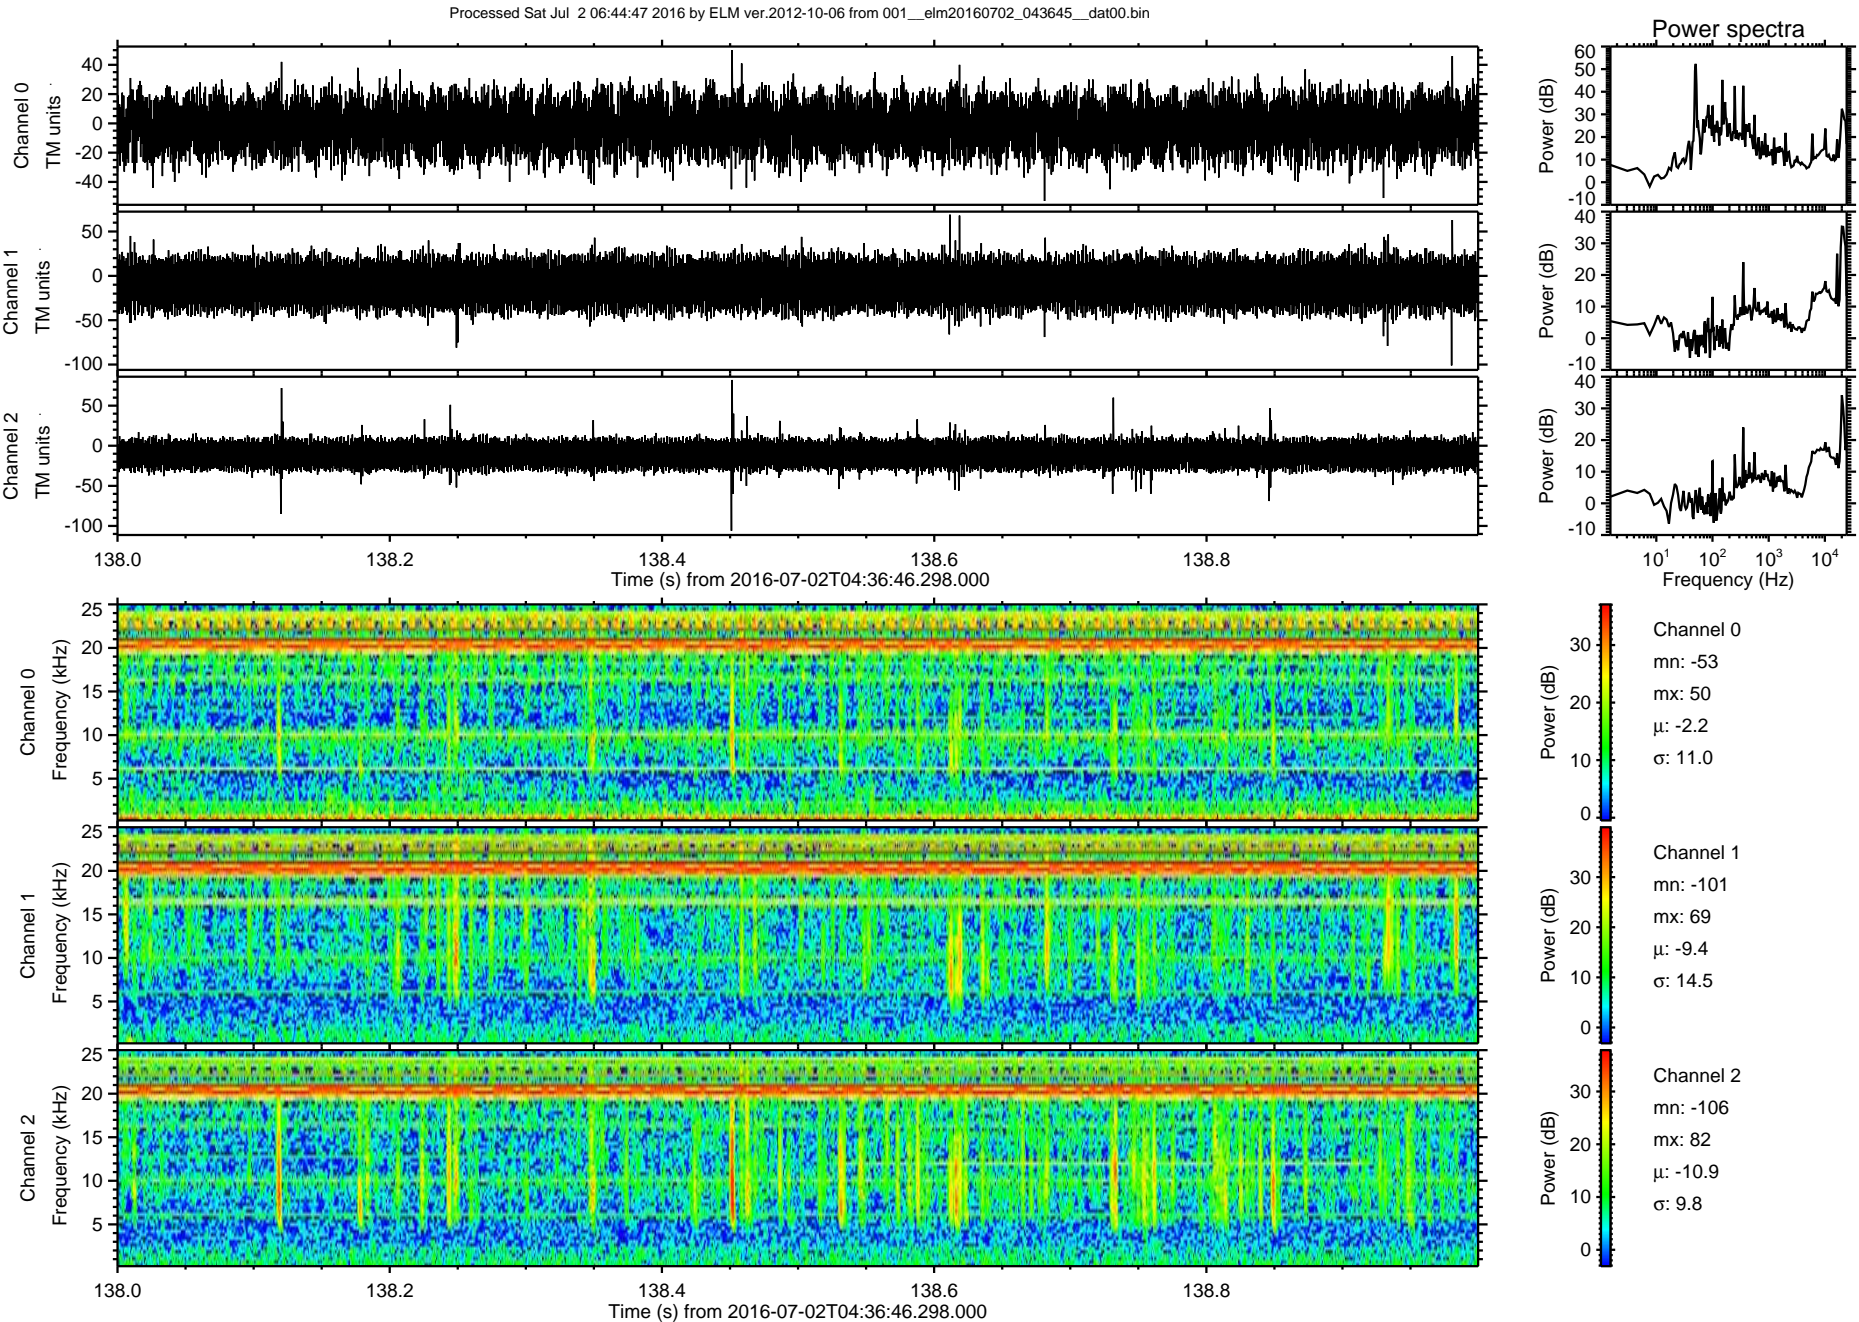 Processed Sat Jul  2 06:44:47 2016 by ELM ver.2012-10-06 from 001__elm20160702_043645__dat00.bin
Power spectra
Channel 0
TM units
40
20
0
-20
-40
Power (dB)
60
50
40
30
20
10
0
-10
Channel 1
TM units
50
0
-50
-100
Power (dB)
40
30
20
10
0
-10
Channel 2
TM units
50
0
-50
-100
Power (dB)
40
30
20
10
0
-10
138.0 138.2 138.4 138.6 138.8
Time (s) from 2016-07-02T04:36:46.298.000
10^1 10^2 10^3 10^4
Frequency (Hz)
Channel 0
Frequency (kHz)
25
20
15
10
5
Power (dB)
30
20
10
0
Channel 0
mn: -53
mx: 50
μ: -2.2
σ: 11.0
Channel 1
Frequency (kHz)
25
20
15
10
5
Power (dB)
30
20
10
0
Channel 1
mn: -101
mx: 69
μ: -9.4
σ: 14.5
Channel 2
Frequency (kHz)
25
20
15
10
5
Power (dB)
30
20
10
0
Channel 2
mn: -106
mx: 82
μ: -10.9
σ: 9.8
138.0 138.2 138.4 138.6 138.8
Time (s) from 2016-07-02T04:36:46.298.000